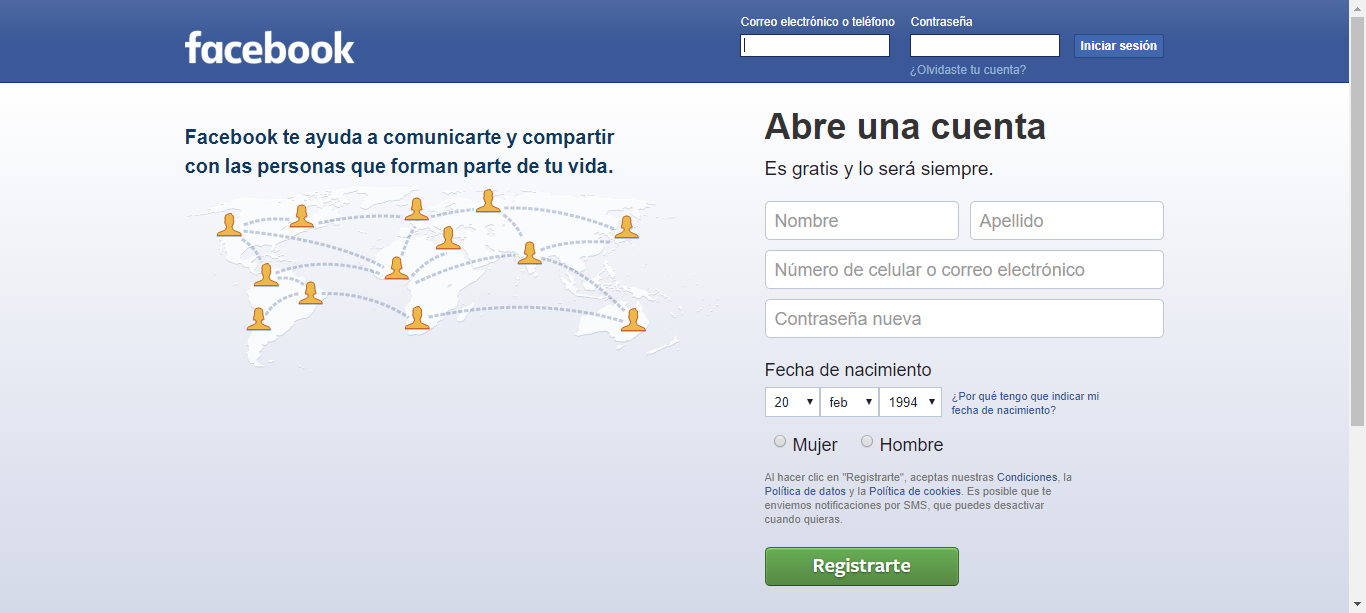 facebook
Correo electrónico o teléfono
Contraseña
Iniciar sesión
¿Olvidaste tu cuenta?
Facebook te ayuda a comunicarte y compartir
con las personas que forman parte de tu vida.
Abre una cuenta
Es gratis y lo será siempre.
Nombre
Apellido
Número de celular o correo electrónico
Contraseña nueva
Fecha de nacimiento
20 feb 1994
¿Por qué tengo que indicar mi
fecha de nacimiento?
Mujer Hombre
Al hacer clic en "Registrarte", aceptas nuestras Condiciones, la
Política de datos y la Política de cookies. Es posible que te
enviemos notificaciones por SMS, que puedes desactivar
cuando quieras.
Registrarte